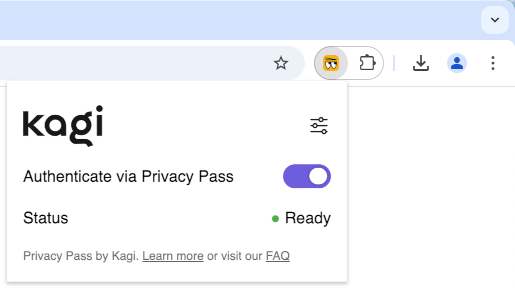 kagi
Authenticate via Privacy Pass
Status Ready
Privacy Pass by Kagi. Learn more or visit our FAQ